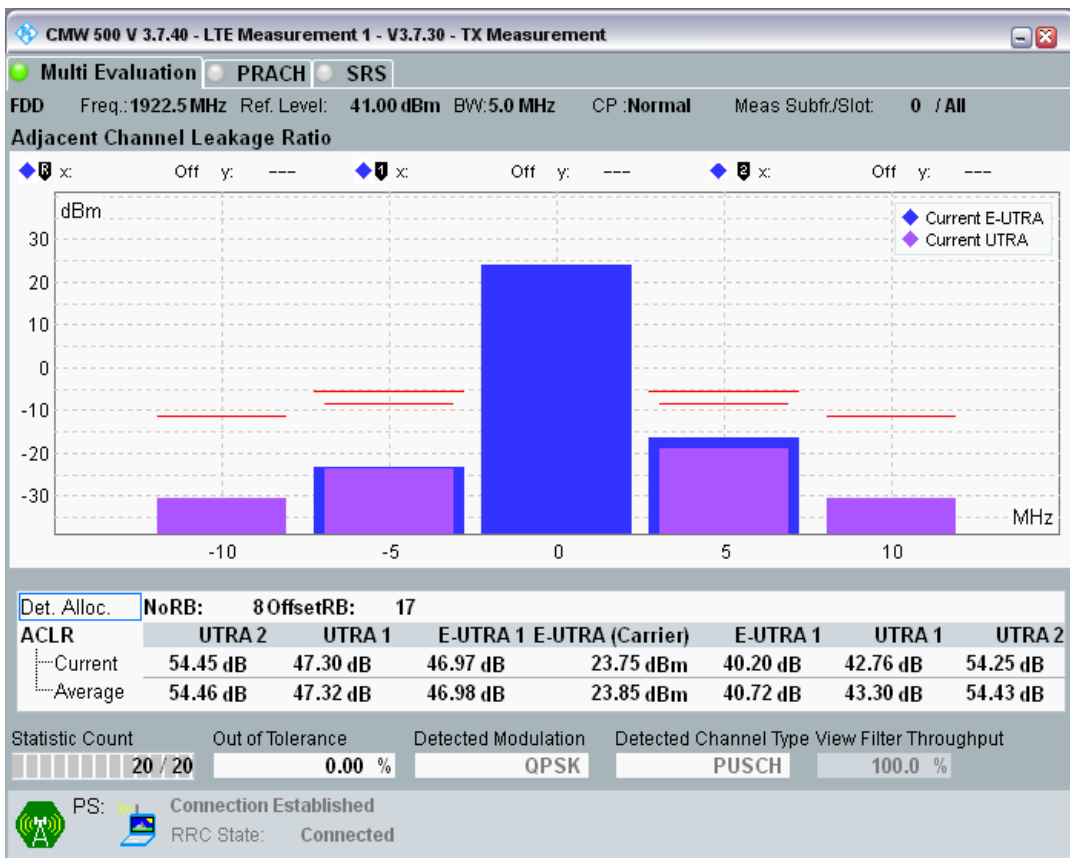 CMW 500 V 3.7.40 - LTE Measurement 1 - V3.7.30 - TX Measurement
Multi Evaluation PRACH SRS
FDD Freq.: 1922.5 MHz Ref. Level: 41.00 dBm BW: 5.0 MHz CP : Normal Meas Subfr./Slot: 0 / All
Adjacent Channel Leakage Ratio
R x: Off y: --- 1 x: Off y: --- 2 x: Off y: ---
dBm
Current E-UTRA
Current UTRA
30
20
10
0
-10
-20
-30
MHz
-10 -5 0 5 10
Det. Alloc. NoRB: 8 OffsetRB: 17
ACLR UTRA 2 UTRA 1 E-UTRA 1 E-UTRA (Carrier) E-UTRA 1 UTRA 1 UTRA 2
Current 54.45 dB 47.30 dB 46.97 dB 23.75 dBm 40.20 dB 42.76 dB 54.25 dB
Average 54.46 dB 47.32 dB 46.98 dB 23.85 dBm 40.72 dB 43.30 dB 54.43 dB
Statistic Count Out of Tolerance Detected Modulation Detected Channel Type View Filter Throughput
20 / 20 0.00 % QPSK PUSCH 100.0 %
PS: Connection Established
RRC State: Connected